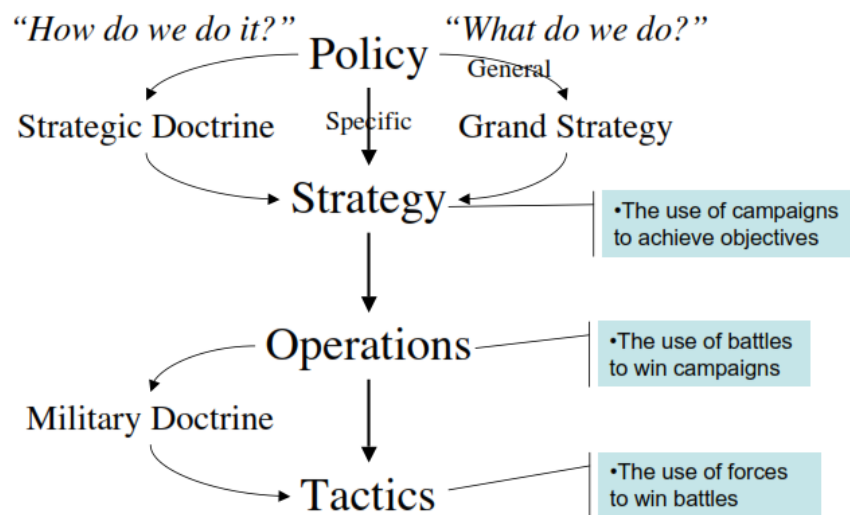 “How do we do it?”
“What do we do?”
Policy
General
Specific
Strategic Doctrine
Grand Strategy
Strategy
•The use of campaigns
to achieve objectives
Operations
•The use of battles
to win campaigns
Military Doctrine
Tactics
•The use of forces
to win battles